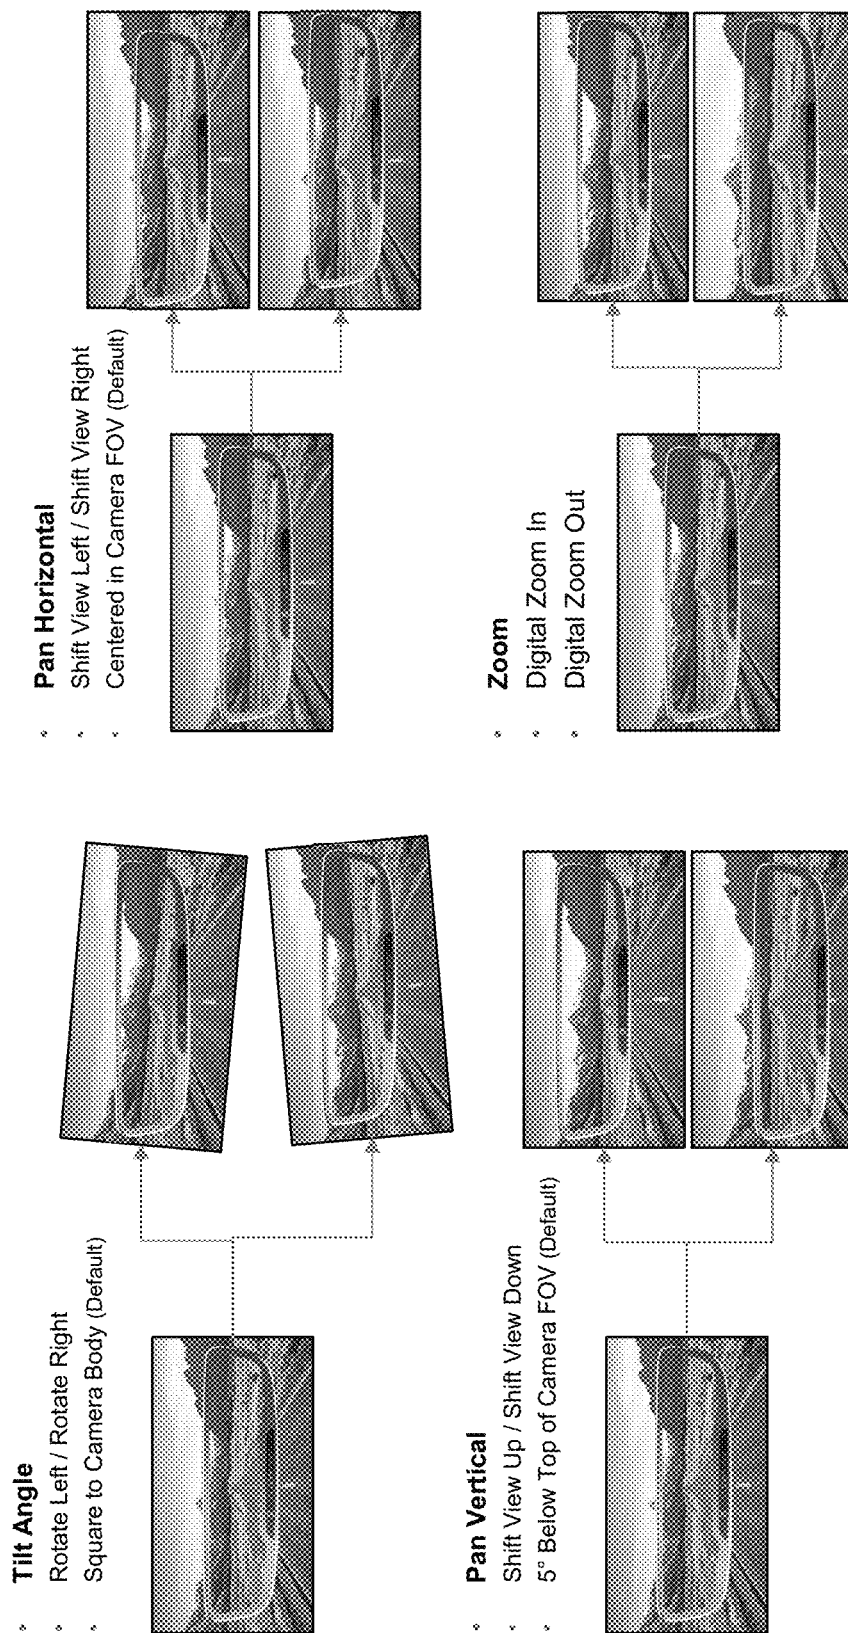 Tilt Angle
Rotate Left / Rotate Right
Square to Camera Body (Default)
Pan Horizontal
Shift View Left / Shift View Right
Centered in Camera FOV (Default)
Pan Vertical
Shift View Up / Shift View Down
5° Below Top of Camera FOV (Default)
Zoom
Digital Zoom In
Digital Zoom Out